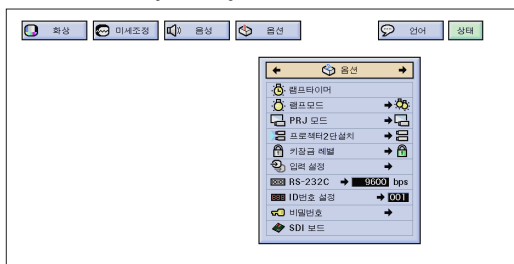 화상 미세조정 음성 옵션 언어 상태
옵션
램프타이머
램프모드
PRJ 모드
프로젝터2단설치
키장금 레벨
입력 설정
RS-232C 9600 bps
ID번호 설정 001
비밀번호
SDI 보드